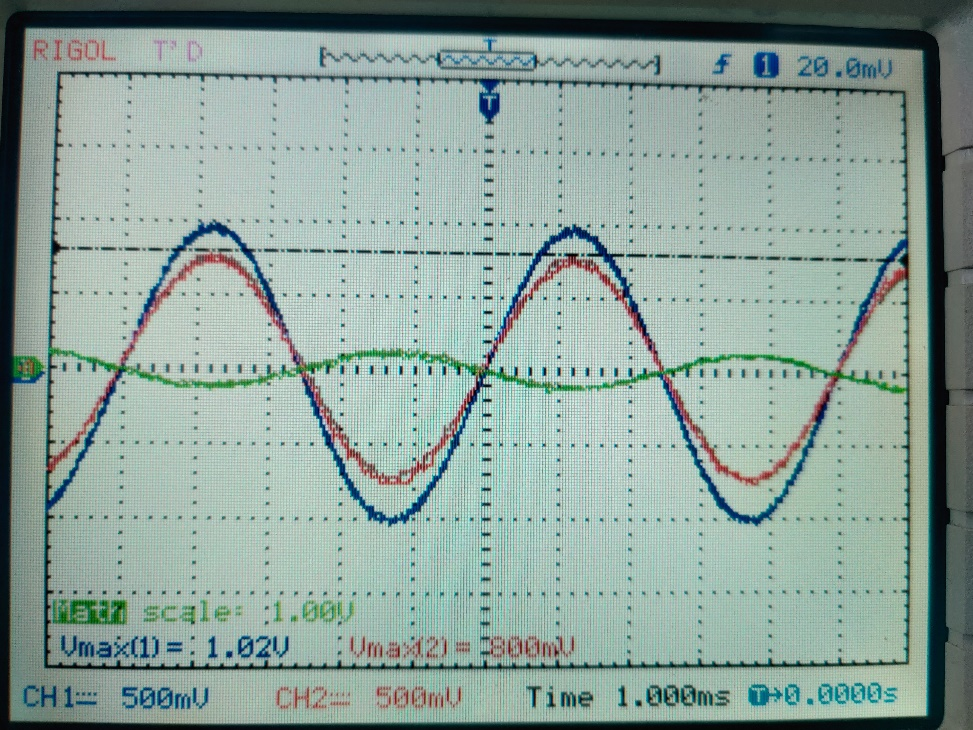 RIGOL T'D 1 20.0mV
T
T
Math scale= 1.00V
Vmax(1)= 1.02V Vmax(2)= 800mV
CH1 500mV CH2 500mV Time 1.000ms T→0.0000s